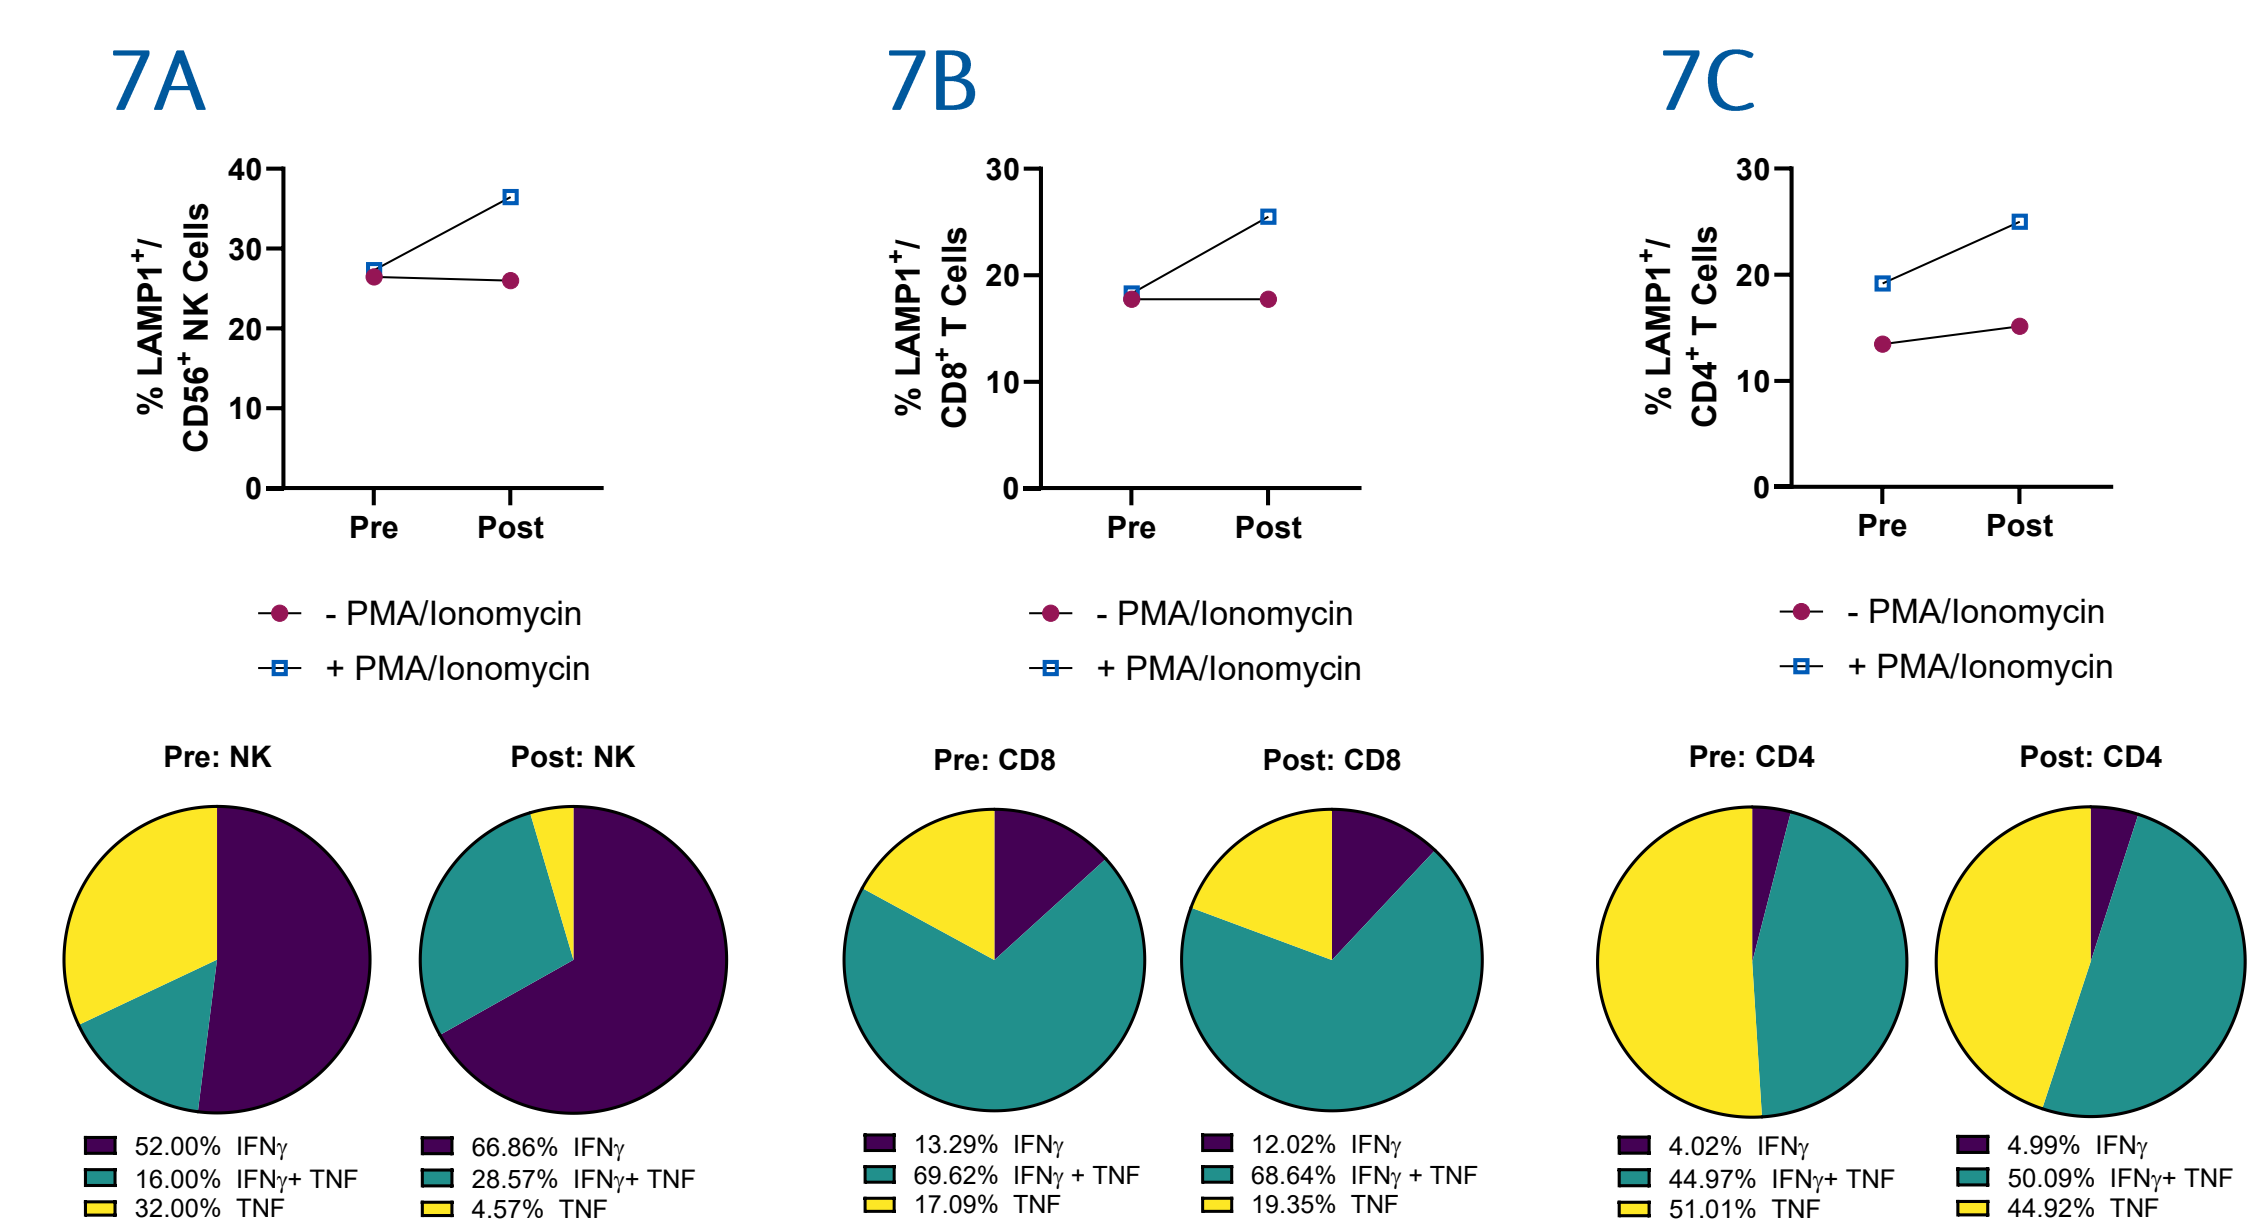 7A
40
30
20
10
0
% LAMP1+/
CD56+ NK Cells
Pre Post
- PMA/Ionomycin
+ PMA/Ionomycin
Pre: NK
52.00% IFNγ
16.00% IFNγ+ TNF
32.00% TNF
Post: NK
66.86% IFNγ
28.57% IFNγ+ TNF
4.57% TNF
7B
30
20
10
0
% LAMP1+/
CD8+ T Cells
Pre Post
- PMA/Ionomycin
+ PMA/Ionomycin
Pre: CD8
13.29% IFNγ
69.62% IFNγ + TNF
17.09% TNF
Post: CD8
12.02% IFNγ
68.64% IFNγ + TNF
19.35% TNF
7C
30
20
10
0
% LAMP1+/
CD4+ T Cells
Pre Post
- PMA/Ionomycin
+ PMA/Ionomycin
Pre: CD4
4.02% IFNγ
44.97% IFNγ+ TNF
51.01% TNF
Post: CD4
4.99% IFNγ
50.09% IFNγ+ TNF
44.92% TNF